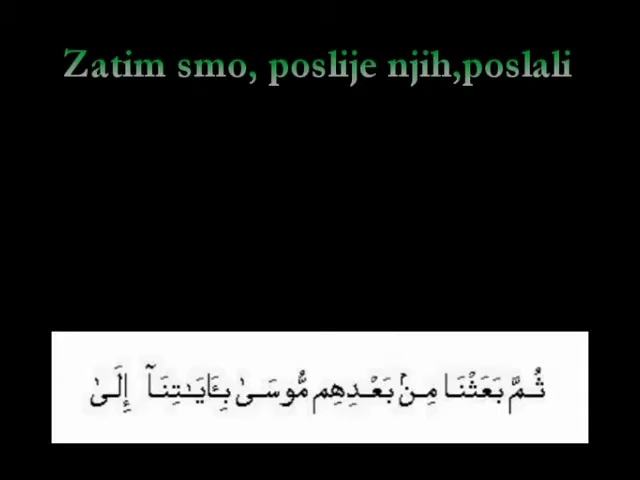 Zatim smo, poslije njih,poslali
ثُمَّ بَعَثْنَا مِنۢ بَعْدِهِم مُّوسَىٰ بِـَٔايَـٰتِنَآ إِلَىٰ